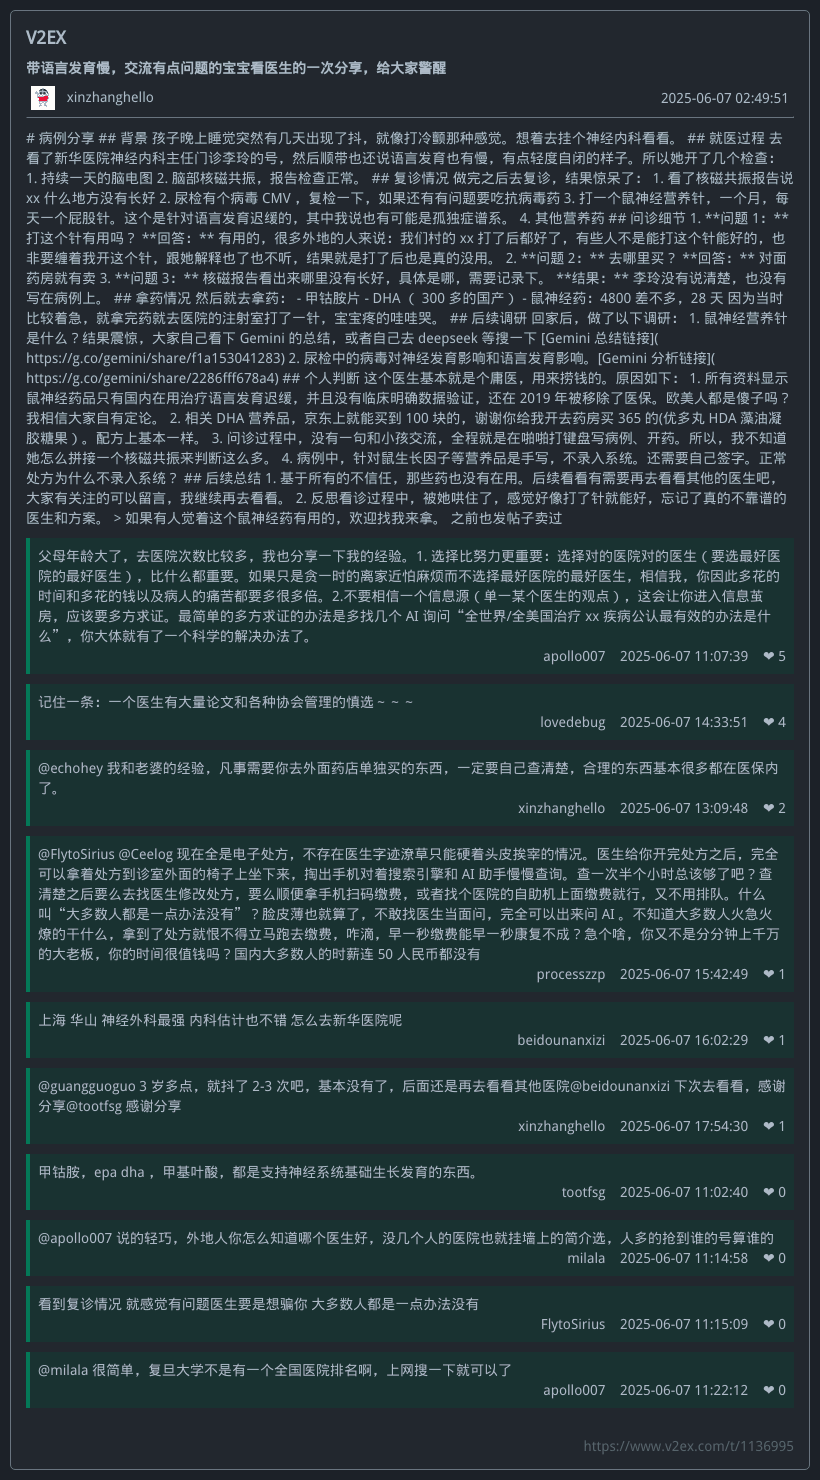 V2EX
带语言发育慢，交流有点问题的宝宝看医生的一次分享，给大家警醒
xinzhanghello 2025-06-07 02:49:51
# 病例分享 ## 背景 孩子晚上睡觉突然有几天出现了抖，就像打冷颤那种感觉。想着去挂个神经内科看看。 ## 就医过程 去
看了新华医院神经内科主任门诊李玲的号，然后顺带也还说语言发育也有慢，有点轻度自闭的样子。所以她开了几个检查：
1. 持续一天的脑电图 2. 脑部核磁共振，报告检查正常。 ## 复诊情况 做完之后去复诊，结果惊呆了： 1. 看了核磁共振报告说
xx 什么地方没有长好 2. 尿检有个病毒 CMV ，复检一下，如果还有有问题要吃抗病毒药 3. 打一个鼠神经营养针，一个月，每
天一个屁股针。这个是针对语言发育迟缓的，其中我说也有可能是孤独症谱系。 4. 其他营养药 ## 问诊细节 1. **问题 1：**
打这个针有用吗？ **回答：** 有用的，很多外地的人来说：我们村的 xx 打了后都好了，有些人不是能打这个针能好的，也
非要缠着我开这个针，跟她解释也了也不听，结果就是打了后也是真的没用。 2. **问题 2：** 去哪里买？ **回答：** 对面
药房就有卖 3. **问题 3：** 核磁报告看出来哪里没有长好，具体是哪，需要记录下。 **结果：** 李玲没有说清楚，也没有
写在病例上。 ## 拿药情况 然后就去拿药： - 甲钴胺片 - DHA （ 300 多的国产） - 鼠神经药：4800 差不多，28 天 因为当时
比较着急，就拿完药就去医院的注射室打了一针，宝宝疼的哇哇哭。 ## 后续调研 回家后，做了以下调研： 1. 鼠神经营养针
是什么？结果震惊，大家自己看下 Gemini 的总结，或者自己去 deepseek 等搜一下 [Gemini 总结链接](
https://g.co/gemini/share/f1a153041283) 2. 尿检中的病毒对神经发育影响和语言发育影响。[Gemini 分析链接](
https://g.co/gemini/share/2286fff678a4) ## 个人判断 这个医生基本就是个庸医，用来捞钱的。原因如下： 1. 所有资料显示
鼠神经药品只有国内在用治疗语言发育迟缓，并且没有临床明确数据验证，还在 2019 年被移除了医保。欧美人都是傻子吗？
我相信大家自有定论。 2. 相关 DHA 营养品，京东上就能买到 100 块的，谢谢你给我开去药房买 365 的(优多丸 HDA 藻油凝
胶糖果）。配方上基本一样。 3. 问诊过程中，没有一句和小孩交流，全程就是在啪啪打键盘写病例、开药。所以，我不知道
她怎么拼接一个核磁共振来判断这么多。 4. 病例中，针对鼠生长因子等营养品是手写，不录入系统。还需要自己签字。正常
处方为什么不录入系统？ ## 后续总结 1. 基于所有的不信任，那些药也没有在用。后续看看有需要再去看看其他的医生吧，
大家有关注的可以留言，我继续再去看看。 2. 反思看诊过程中，被她哄住了，感觉好像打了针就能好，忘记了真的不靠谱的
医生和方案。 > 如果有人觉着这个鼠神经药有用的，欢迎找我来拿。 之前也发帖子卖过
父母年龄大了，去医院次数比较多，我也分享一下我的经验。1. 选择比努力更重要：选择对的医院对的医生（要选最好医
院的最好医生），比什么都重要。如果只是贪一时的离家近怕麻烦而不选择最好医院的最好医生，相信我，你因此多花的
时间和多花的钱以及病人的痛苦都要多很多倍。2.不要相信一个信息源（单一某个医生的观点），这会让你进入信息茧
房，应该要多方求证。最简单的多方求证的办法是多找几个 AI 询问“全世界/全美国治疗 xx 疾病公认最有效的办法是什
么”，你大体就有了一个科学的解决办法了。
apollo007 2025-06-07 11:07:39 ❤ 5
记住一条：一个医生有大量论文和各种协会管理的慎选 ~ ~ ~
lovedebug 2025-06-07 14:33:51 ❤ 4
@echohey 我和老婆的经验，凡事需要你去外面药店单独买的东西，一定要自己查清楚，合理的东西基本很多都在医保内
了。
xinzhanghello 2025-06-07 13:09:48 ❤ 2
@FlytoSirius @Ceelog 现在全是电子处方，不存在医生字迹潦草只能硬着头皮挨宰的情况。医生给你开完处方之后，完全
可以拿着处方到诊室外面的椅子上坐下来，掏出手机对着搜索引擎和 AI 助手慢慢查询。查一次半个小时总该够了吧？查
清楚之后要么去找医生修改处方，要么顺便拿手机扫码缴费，或者找个医院的自助机上面缴费就行，又不用排队。什么
叫“大多数人都是一点办法没有”？脸皮薄也就算了，不敢找医生当面问，完全可以出来问 AI 。不知道大多数人火急火
燎的干什么，拿到了处方就恨不得立马跑去缴费，咋滴，早一秒缴费能早一秒康复不成？急个啥，你又不是分分钟上千万
的大老板，你的时间很值钱吗？国内大多数人的时薪连 50 人民币都没有
processzzp 2025-06-07 15:42:49 ❤ 1
上海 华山 神经外科最强 内科估计也不错 怎么去新华医院呢
beidounanxizi 2025-06-07 16:02:29 ❤ 1
@guangguoguo 3 岁多点，就抖了 2-3 次吧，基本没有了，后面还是再去看看其他医院@beidounanxizi 下次去看看，感谢
分享@tootfsg 感谢分享
xinzhanghello 2025-06-07 17:54:30 ❤ 1
甲钴胺，epa dha ，甲基叶酸，都是支持神经系统基础生长发育的东西。
tootfsg 2025-06-07 11:02:40 ❤ 0
@apollo007 说的轻巧，外地人你怎么知道哪个医生好，没几个人的医院也就挂墙上的简介选，人多的抢到谁的号算谁的
milala 2025-06-07 11:14:58 ❤ 0
看到复诊情况 就感觉有问题医生要是想骗你 大多数人都是一点办法没有
FlytoSirius 2025-06-07 11:15:09 ❤ 0
@milala 很简单，复旦大学不是有一个全国医院排名啊，上网搜一下就可以了
apollo007 2025-06-07 11:22:12 ❤ 0
https://www.v2ex.com/t/1136995